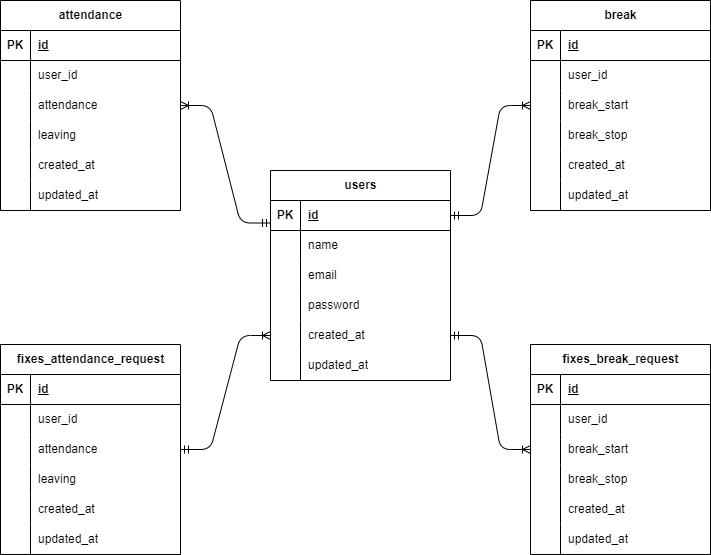 attendance
PK id
user_id
attendance
leaving
created_at
updated_at
break
PK id
user_id
break_start
break_stop
created_at
updated_at
users
PK id
name
email
password
created_at
updated_at
fixes_attendance_request
PK id
user_id
attendance
leaving
created_at
updated_at
fixes_break_request
PK id
user_id
break_start
break_stop
created_at
updated_at